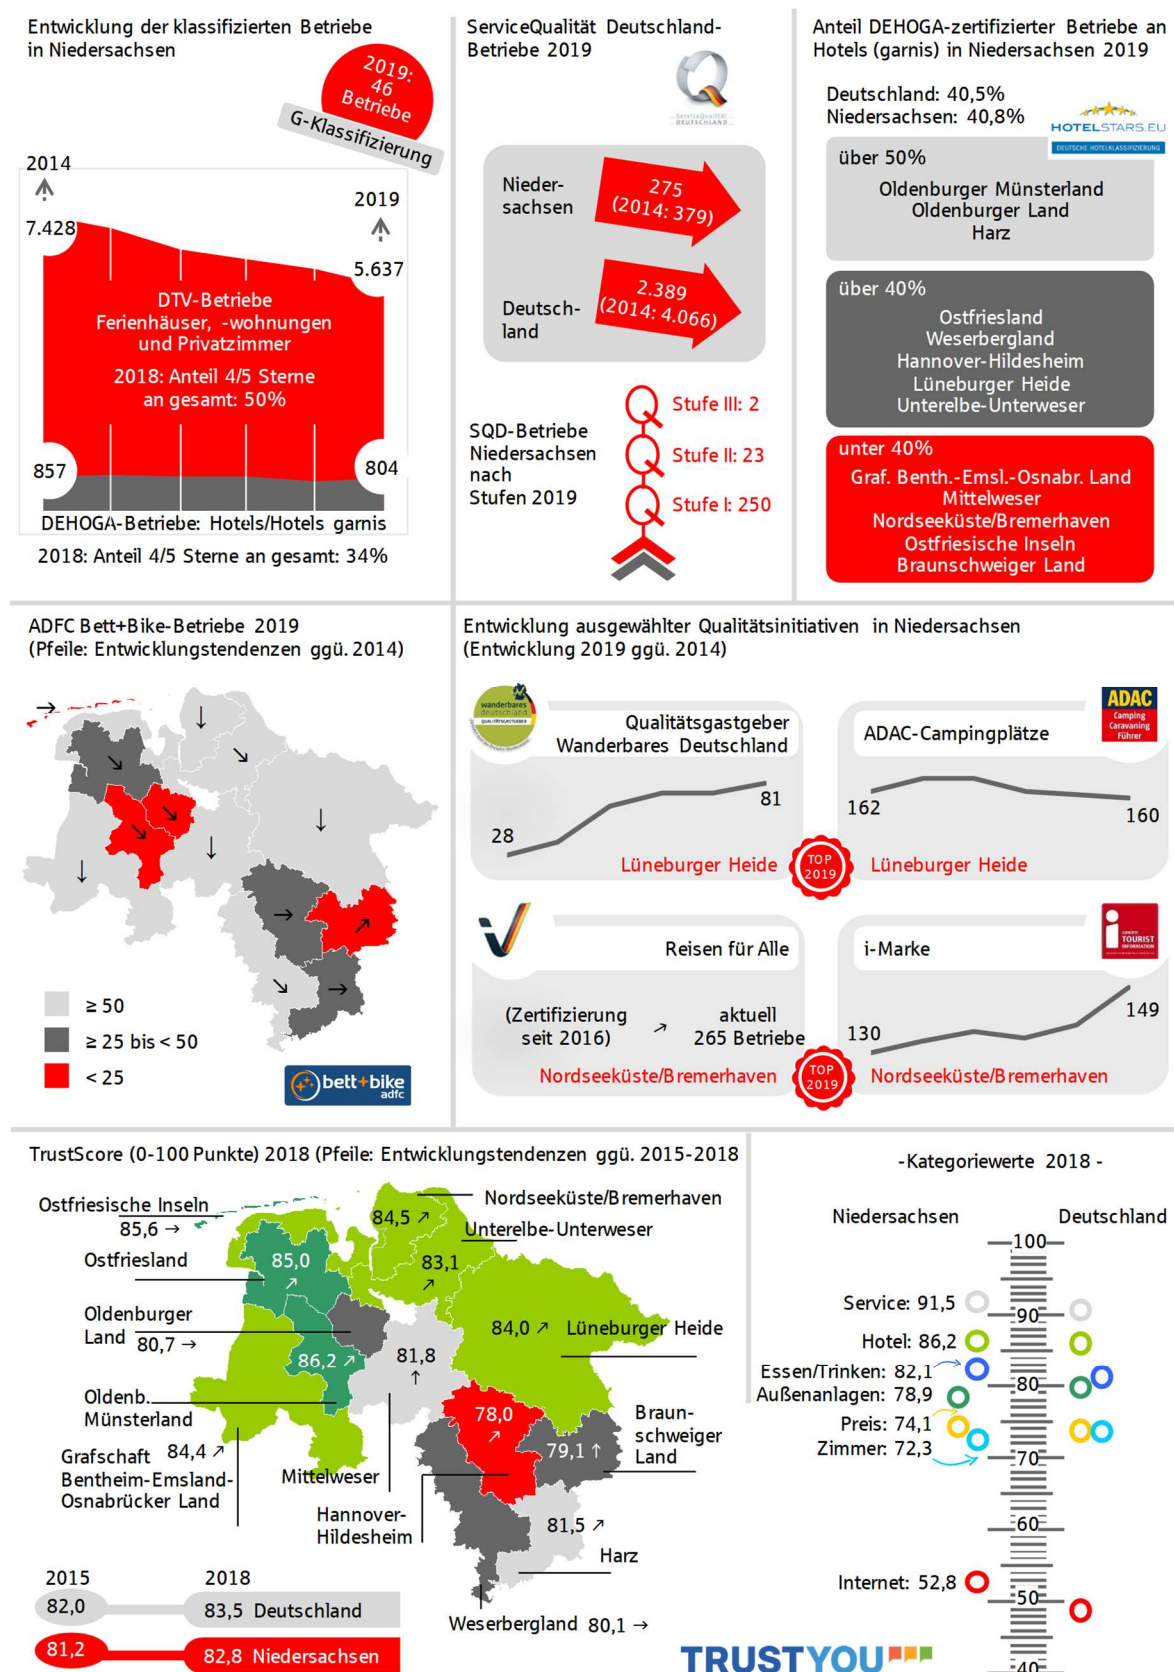 Entwicklung der klassifizierten Betriebe
in Niedersachsen
2019:
46
Betriebe
G-Klassifizierung
2014
2019
7.428
5.637
DTV-Betriebe
Ferienhäuser, -wohnungen
und Privatzimmer
2018: Anteil 4/5 Sterne
an gesamt: 50%
857
804
DEHOGA-Betriebe: Hotels/Hotels garnis
2018: Anteil 4/5 Sterne an gesamt: 34%
ServiceQualität Deutschland-
Betriebe 2019
ServiceQualität
DEUTSCHLAND
Nieder-
sachsen
275
(2014: 379)
Deutsch-
land
2.389
(2014: 4.066)
SQD-Betriebe
Niedersachsen
nach
Stufen 2019
Stufe III: 2
Stufe II: 23
Stufe I: 250
Anteil DEHOGA-zertifizierter Betriebe an
Hotels (garnis) in Niedersachsen 2019
Deutschland: 40,5%
Niedersachsen: 40,8%
HOTELSTARS.EU
DEUTSCHE HOTELKLASSIFIZIERUNG
über 50%
Oldenburger Münsterland
Oldenburger Land
Harz
über 40%
Ostfriesland
Weserbergland
Hannover-Hildesheim
Lüneburger Heide
Unterelbe-Unterweser
unter 40%
Graf. Benth.-Emsl.-Osnabr. Land
Mittelweser
Nordseeküste/Bremerhaven
Ostfriesische Inseln
Braunschweiger Land
ADFC Bett+Bike-Betriebe 2019
(Pfeile: Entwicklungstendenzen ggü. 2014)
≥ 50
≥ 25 bis < 50
< 25
bett+bike
adfc
Entwicklung ausgewählter Qualitätsinitiativen in Niedersachsen
(Entwicklung 2019 ggü. 2014)
wanderbares
deutschland
QUALITÄTSGASTGEBER
Qualitätsgastgeber
Wanderbares Deutschland
28
81
Lüneburger Heide
TOP
2019
ADAC-Campingplätze
ADAC
Camping
Caravaning
Führer
162
160
Lüneburger Heide
Reisen für Alle
(Zertifizierung
seit 2016)
↗
aktuell
265 Betriebe
Nordseeküste/Bremerhaven
TOP
2019
i-Marke
i
TOURIST
INFORMATION
130
149
Nordseeküste/Bremerhaven
TrustScore (0-100 Punkte) 2018 (Pfeile: Entwicklungstendenzen ggü. 2015-2018
Ostfriesische Inseln
85,6 →
Nordseeküste/Bremerhaven
84,5 ↗
Unterelbe-Unterweser
83,1
↗
Ostfriesland
85,0
↗
Oldenburger
Land
80,7 →
86,2 ↗
81,8
↑
84,0 ↗ Lüneburger Heide
Oldenb.
Münsterland
78,0
↗
Braun-
schweiger
Land
79,1 ↑
Grafschaft 84,4 ↗
Bentheim-Emsland-
Osnabrücker Land
Mittelweser
Hannover-
Hildesheim
81,5 ↗
Harz
Weserbergland 80,1 →
2015
2018
82,0
83,5 Deutschland
81,2
82,8 Niedersachsen
TRUSTYOU
-Kategoriewerte 2018 -
Niedersachsen
Deutschland
100
Service: 91,5
90
Hotel: 86,2
Essen/Trinken: 82,1
80
Außenanlagen: 78,9
Preis: 74,1
Zimmer: 72,3
70
60
Internet: 52,8
50
40